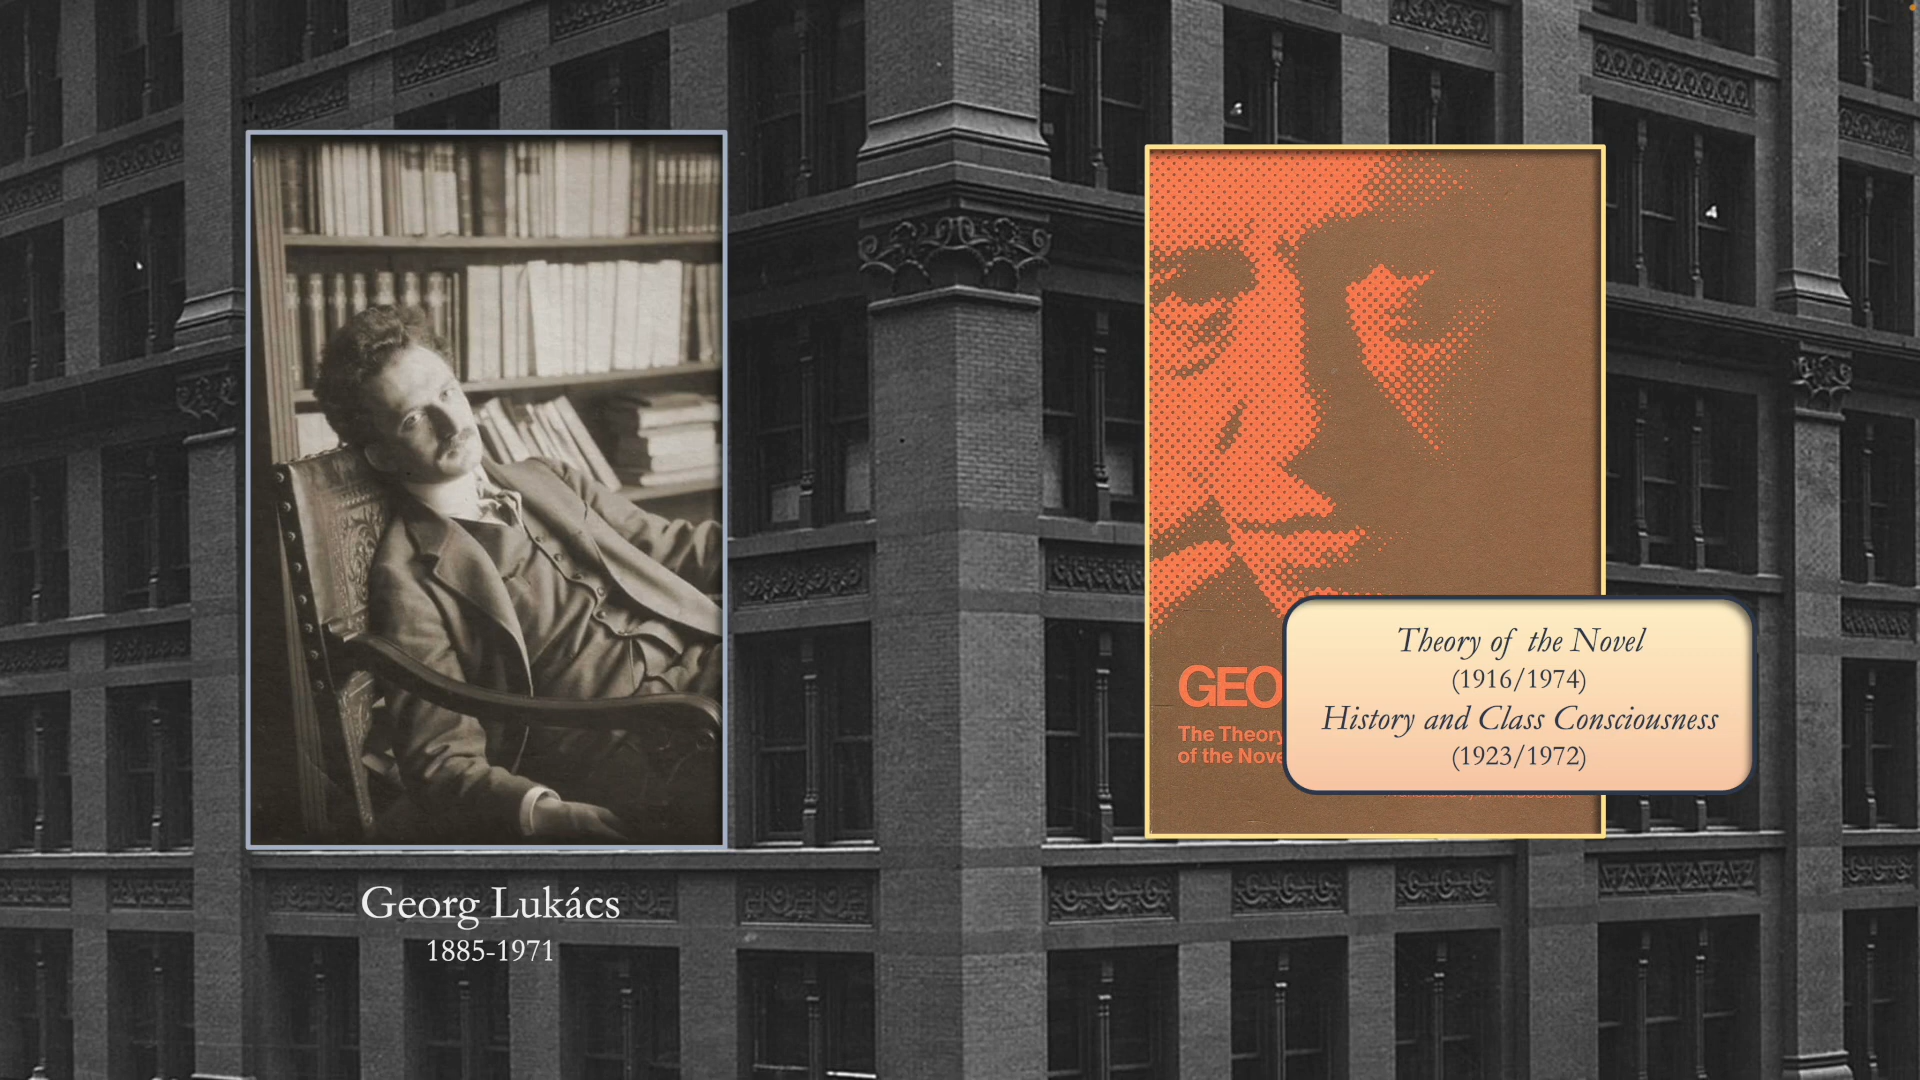 Georg Lukács
1885-1971
GEO
The Theory
of the Nove
Theory of the Novel
(1916/1974)
History and Class Consciousness
(1923/1972)